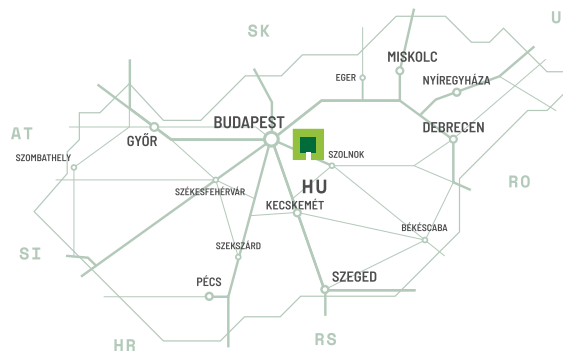 U
SK
MISKOLC
EGER
NYÍREGYHÁZA
BUDAPEST
DEBRECEN
AT
GYŐR
SZOMBATHELY
SZOLNOK
HU
RO
SZÉKESFEHÉRVÁR
KECSKEMÉT
BÉKÉSCABA
SZEKSZÁRD
SI
PÉCS
SZEGED
HR
RS